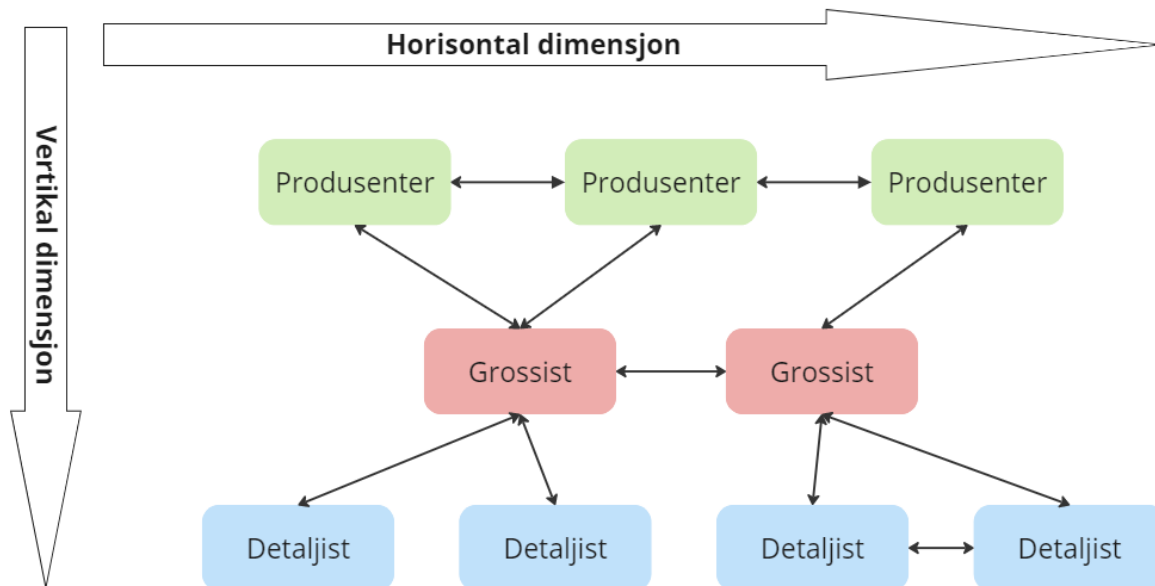 Horisontal dimensjon
Vertikal dimensjon
Produsenter
Produsenter
Produsenter
Grossist
Grossist
Detaljist
Detaljist
Detaljist
Detaljist